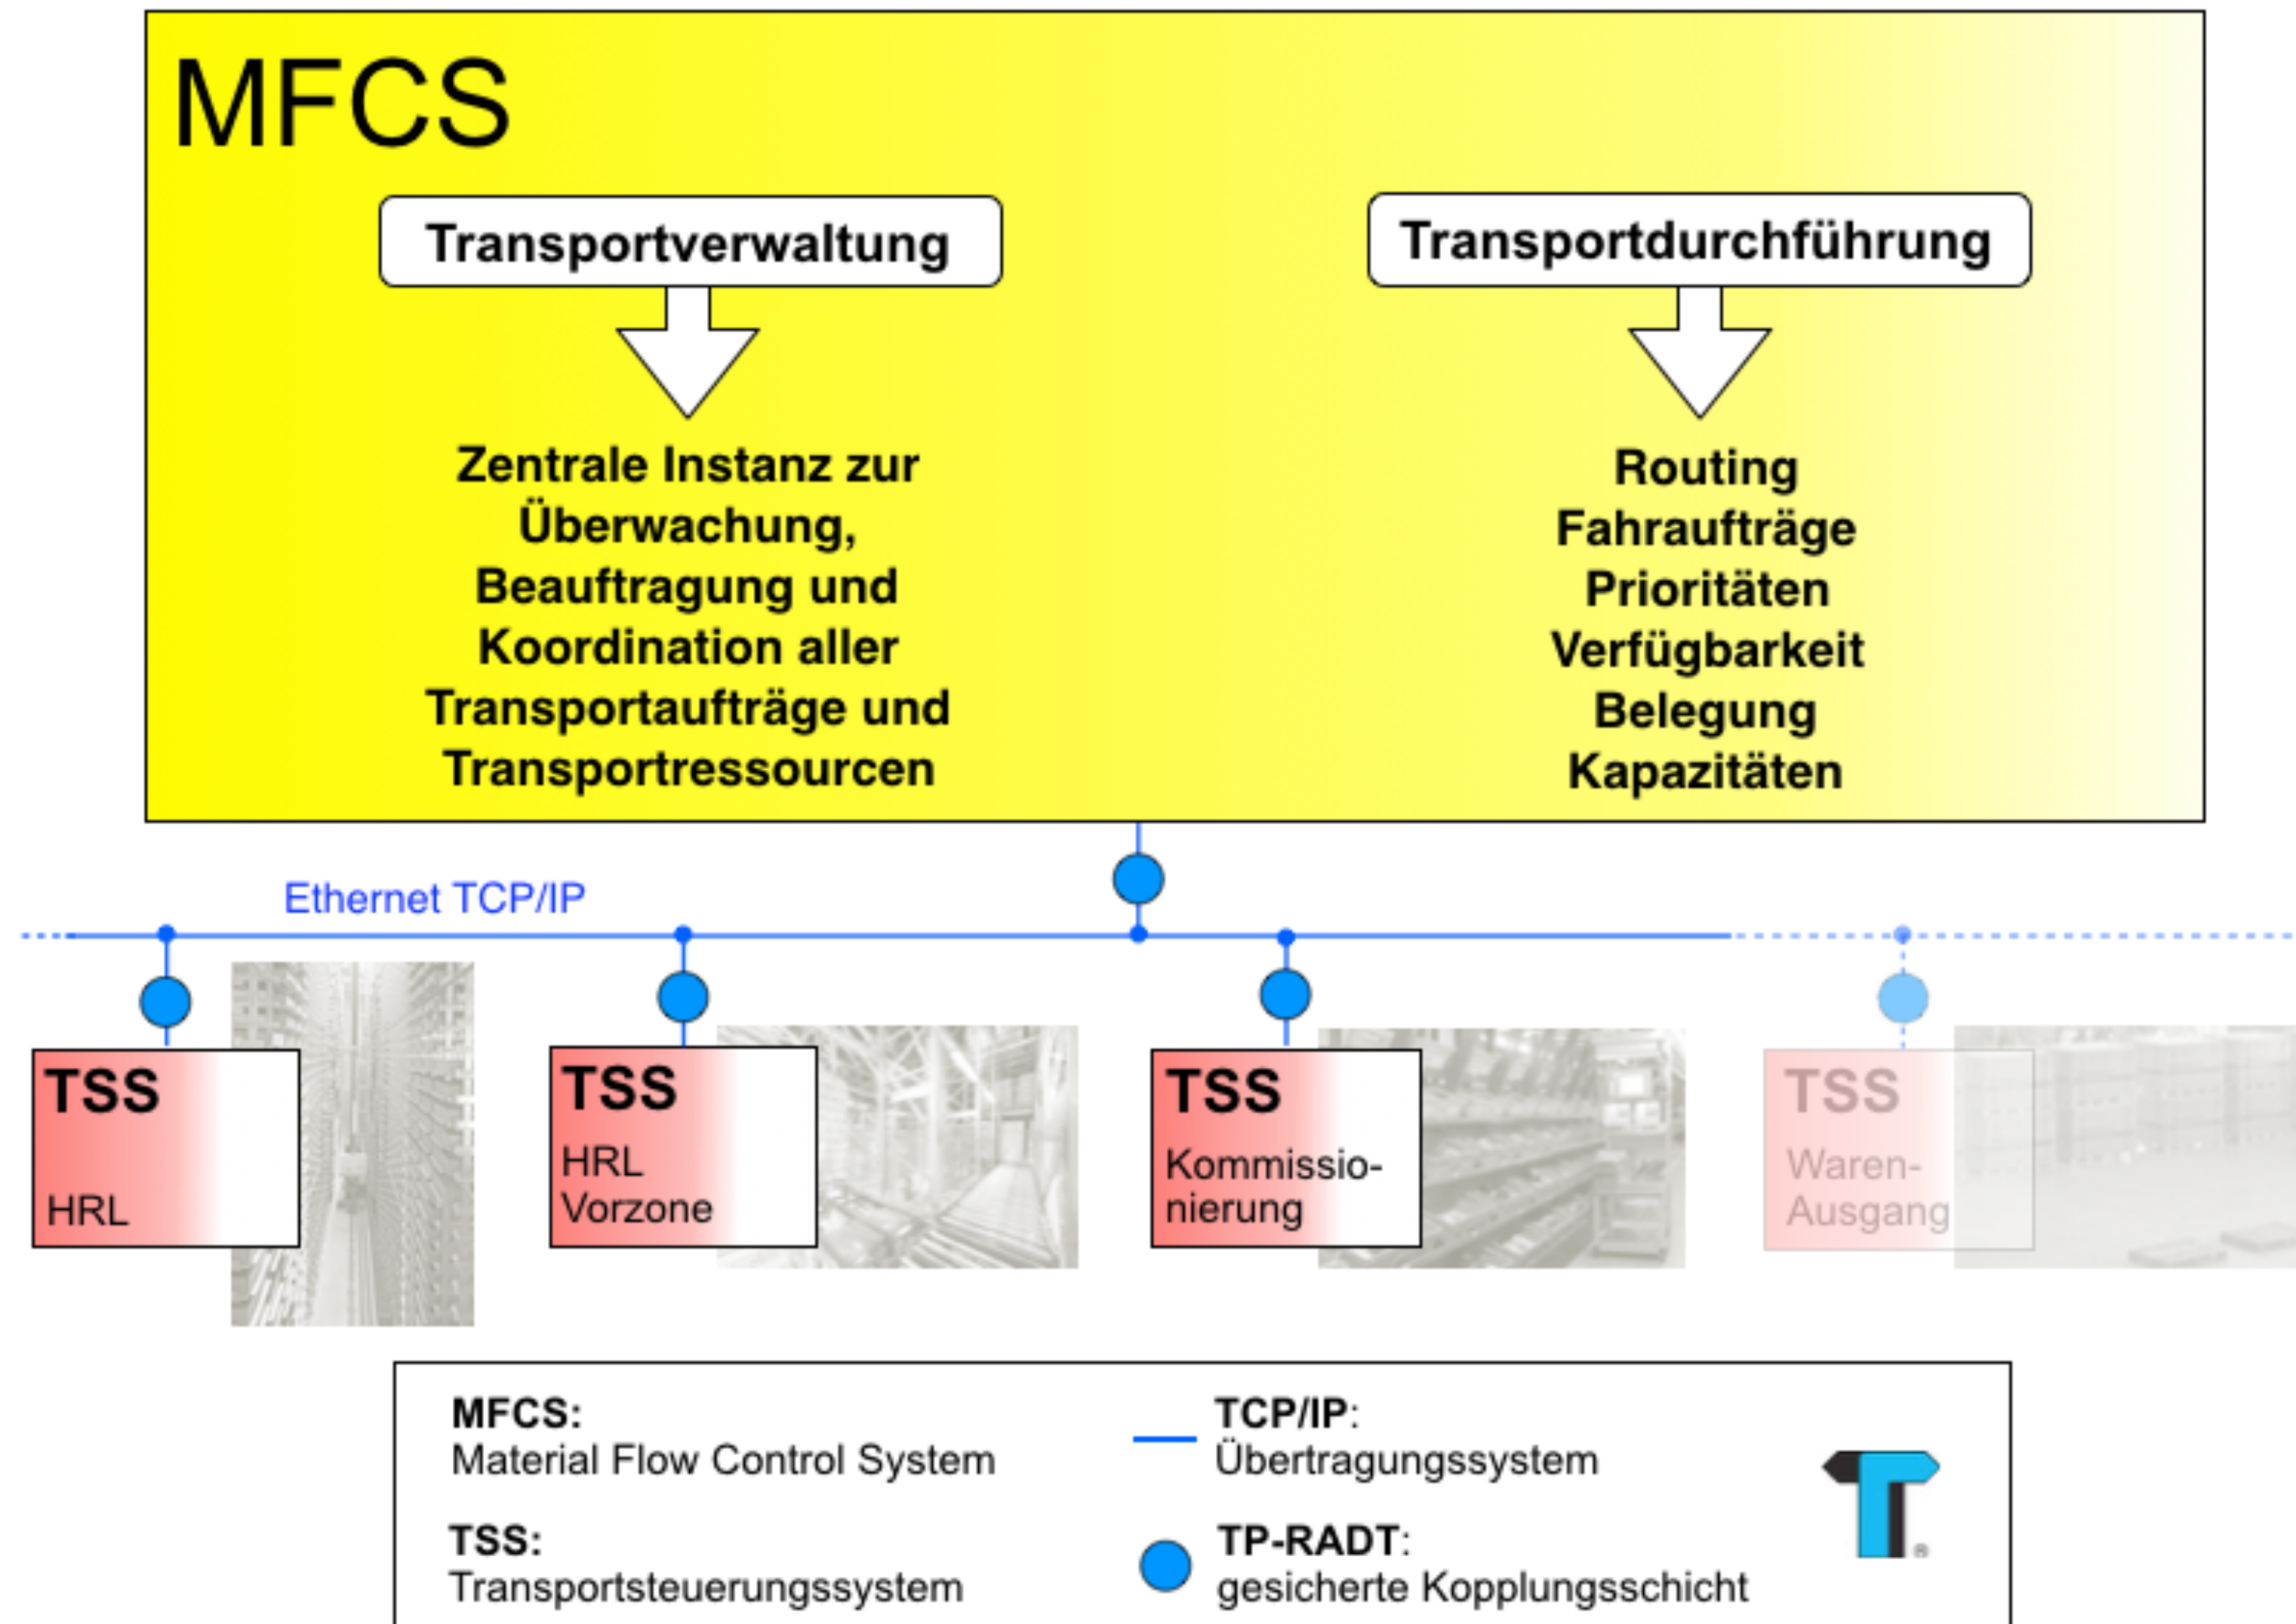 MFCS
Transportverwaltung
Zentrale Instanz zur
Überwachung,
Beauftragung und
Koordination aller
Transportaufträge und
Transportressourcen
Transportdurchführung
Routing
Fahraufträge
Prioritäten
Verfügbarkeit
Belegung
Kapazitäten
Ethernet TCP/IP
TSS
HRL
TSS
HRL
Vorzone
TSS
Kommissio-
nierung
TSS
Waren-
Ausgang
MFCS:
Material Flow Control System
TSS:
Transportsteuerungssystem
TCP/IP:
Übertragungssystem
TP-RADT:
gesicherte Kopplungsschicht
®